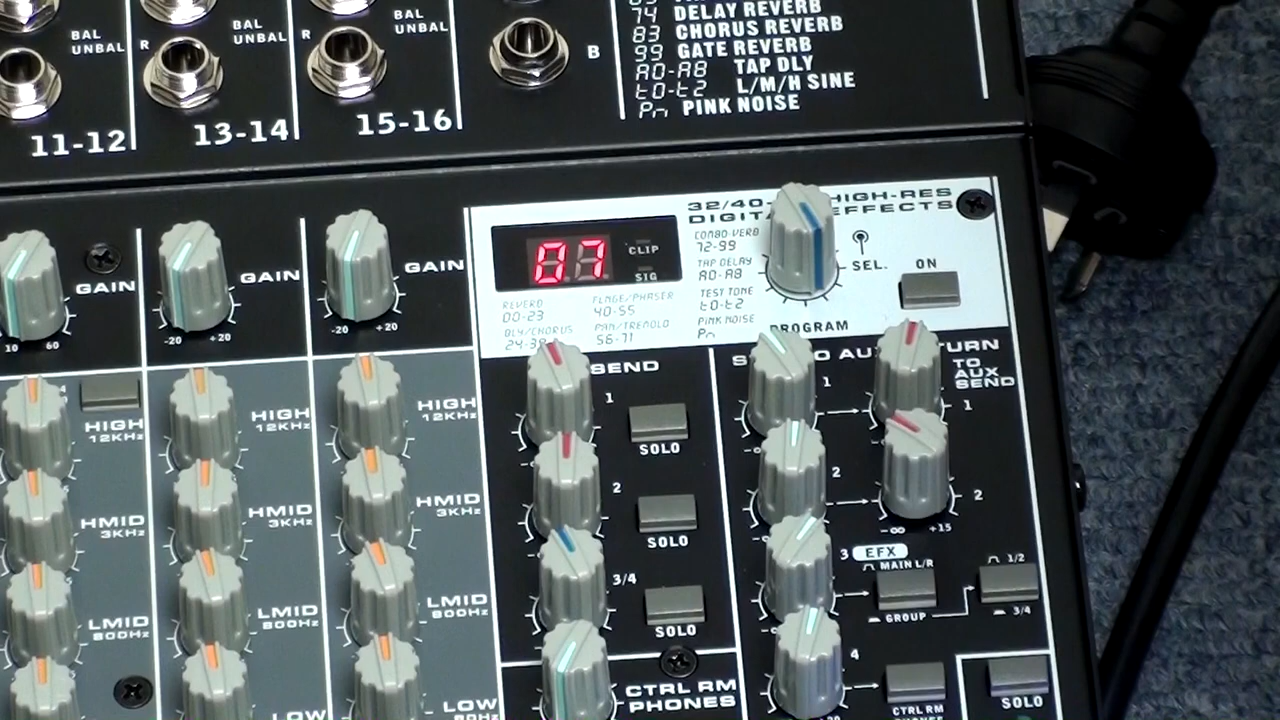 74 DELAY REVERB
83 CHORUS REVERB
99 GATE REVERB
A0-A8 TAP DLY
t0-t2 L/M/H SINE
Pn PINK NOISE
BAL
UNBAL
R
BAL
UNBAL
R
BAL
UNBAL
B
11-12
13-14
15-16
HIGH-RES
EFFECTS
07
CLIP
SIG
REVERB
00-23
FLNGE/PHASER
40-55
DLY/CHORUS
PAN/TREMOLO
56-71
COMBO-VERB
72-99
TAP DELAY
A0-A8
TEST TONE
t0-t2
PINK NOISE
Pn
SEL.
ON
PROGRAM
GAIN
10 60
GAIN
-20 +20
GAIN
-20 +20
HIGH
12KHz
HMID
3KHz
LMID
800Hz
HIGH
12KHz
HMID
3KHz
LMID
800Hz
LOW
HIGH
12KHz
HMID
3KHz
LMID
800Hz
LOW
80Hz
SEND
1
SOLO
2
SOLO
3/4
SOLO
CTRL RM
PHONES
TO
AUX
SEND
1
1
2
2
-∞ +15
3
EFX
MAIN L/R
GROUP
1/2
3/4
4
CTRL RM
SOLO